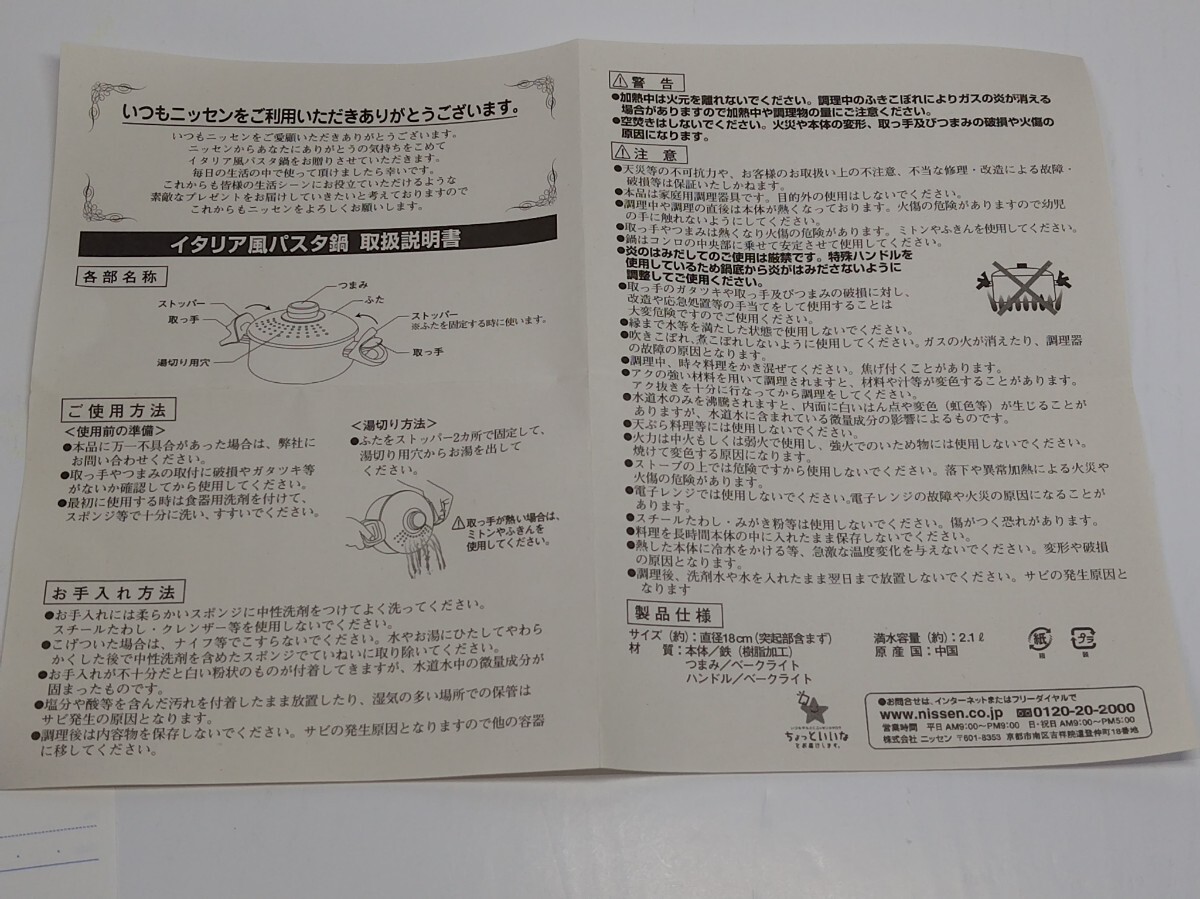 いつもニッセンをご利用いただきありがとうございます。
いつもニッセンをご愛顧いただきありがとうございます。
ニッセンからあなたにありがとうの気持ちをこめて
イタリア風パスタ鍋をお贈りさせていただきます。
毎日の生活の中で使って頂けましたら幸いです。
これからも皆様の生活シーンにお役立ていただけるような
素敵なプレゼントをお届けしていきたいと考えておりますので
これからもニッセンをよろしくお願いします。
イタリア風パスタ鍋 取扱説明書
各部名称
つまみ
ふた
ストッパー
取っ手
湯切り用穴
ストッパー
※ふたを固定する時に使います。
取っ手
ご使用方法
<使用前の準備>
●本品に万一不具合があった場合は、弊社に
お問い合わせください。
●取っ手やつまみの取付に破損やガタツキ等
がないか確認してから使用してください。
●最初に使用する時は食器用洗剤を付けて、
スポンジ等で十分に洗い、すすいでください。
<湯切り方法>
●ふたをストッパー2カ所で固定して、
湯切り用穴からお湯を出して
ください。
⚠取っ手が熱い場合は、
ミトンやふきんを
使用してください。
お手入れ方法
●お手入れには柔らかいスポンジに中性洗剤をつけてよく洗ってください。
スチールたわし・クレンザー等を使用しないでください。
●こげついた場合は、ナイフ等でこすらないでください。水やお湯にひたしてやわら
かくした後で中性洗剤を含めたスポンジでていねいに取り除いてください。
●お手入れが不十分だと白い粉状のものが付着してきますが、水道水中の微量成分が
固まったものです。
●塩分や酸等を含んだ汚れを付着したまま放置したり、湿気の多い場所での保管は
サビ発生の原因となります。
●調理後は内容物を保存しないでください。サビの発生原因となりますので他の容器
に移してください。
⚠警告
●加熱中は火元を離れないでください。調理中のふきこぼれによりガスの炎が消える
場合がありますので加熱中や調理物の量にご注意ください。
●空焚きはしないでください。火災や本体の変形、取っ手及びつまみの破損や火傷の
原因になります。
⚠注意
●天災等の不可抗力や、お客様のお取扱い上の不注意、不当な修理・改造による故障・
破損等は保証いたしかねます。
●本品は家庭用調理器具です。目的外の使用はしないでください。
●調理中や調理の直後は本体が熱くなっております。火傷の危険がありますので幼児
の手に触れないようにしてください。
●取っ手やつまみは熱くなり火傷の危険があります。ミトンやふきんを使用してください。
●鍋はコンロの中央部に乗せて安定させて使用してください。
●炎のはみだしてのご使用は厳禁です。特殊ハンドルを
使用しているため鍋底から炎がはみださないように
調整してご使用ください。
●取っ手のガタツキや取っ手及びつまみの破損に対し、
改造や応急処置等の手当てをして使用することは
大変危険ですのでご使用ください。
●縁まで水等を満たした状態で使用しないでください。
●吹きこぼれ、煮こぼれしないように使用してください。ガスの火が消えたり、調理器
の故障の原因となります。
●調理中、時々料理をかき混ぜてください。焦げ付くことがあります。
●アクの強い材料を用いて調理されますと、材料や汁等が変色することがあります。
アク抜きを十分に行なってから調理をしてください。
●水道水のみを沸騰されますと、内面に白いはん点や変色（虹色等）が生じることが
ありますが、水道水に含まれている微量成分の影響によるものです。
●天ぷら料理等には使用しないでください。
●火力は中火もしくは弱火で使用し、強火でのいため物には使用しないでください。
焼けて変色する原因になります。
●ストーブの上では危険ですから使用しないでください。落下や異常加熱による火災や
火傷の危険があります。
●電子レンジでは使用しないでください。電子レンジの故障や火災の原因になることが
あります。
●スチールたわし・みがき粉等は使用しないでください。傷がつく恐れがあります。
●料理を長時間本体の中に入れたまま保存しないでください。
●熱した本体に冷水をかける等、急激な温度変化を与えないでください。変形や破損
の原因となります。
●調理後、洗剤水や水を入れたまま翌日まで放置しないでください。サビの発生原因と
なります
製品仕様
サイズ（約）：直径18cm（突起部含まず）
材　質：本体／鉄（樹脂加工）
つまみ／ベークライト
ハンドル／ベークライト
満水容量（約）：2.1ℓ
原産国：中国
紙
プラ
ちょっといいな
をお届けします。
●お問合せは、インターネットまたはフリーダイヤルで
www.nissen.co.jp 0120-20-2000
営業時間 平日AM9:00〜PM9:00 日・祝日AM9:00〜PM5:00
株式会社 ニッセン 〒601-8353 京都市南区吉祥院這登仲町18番地